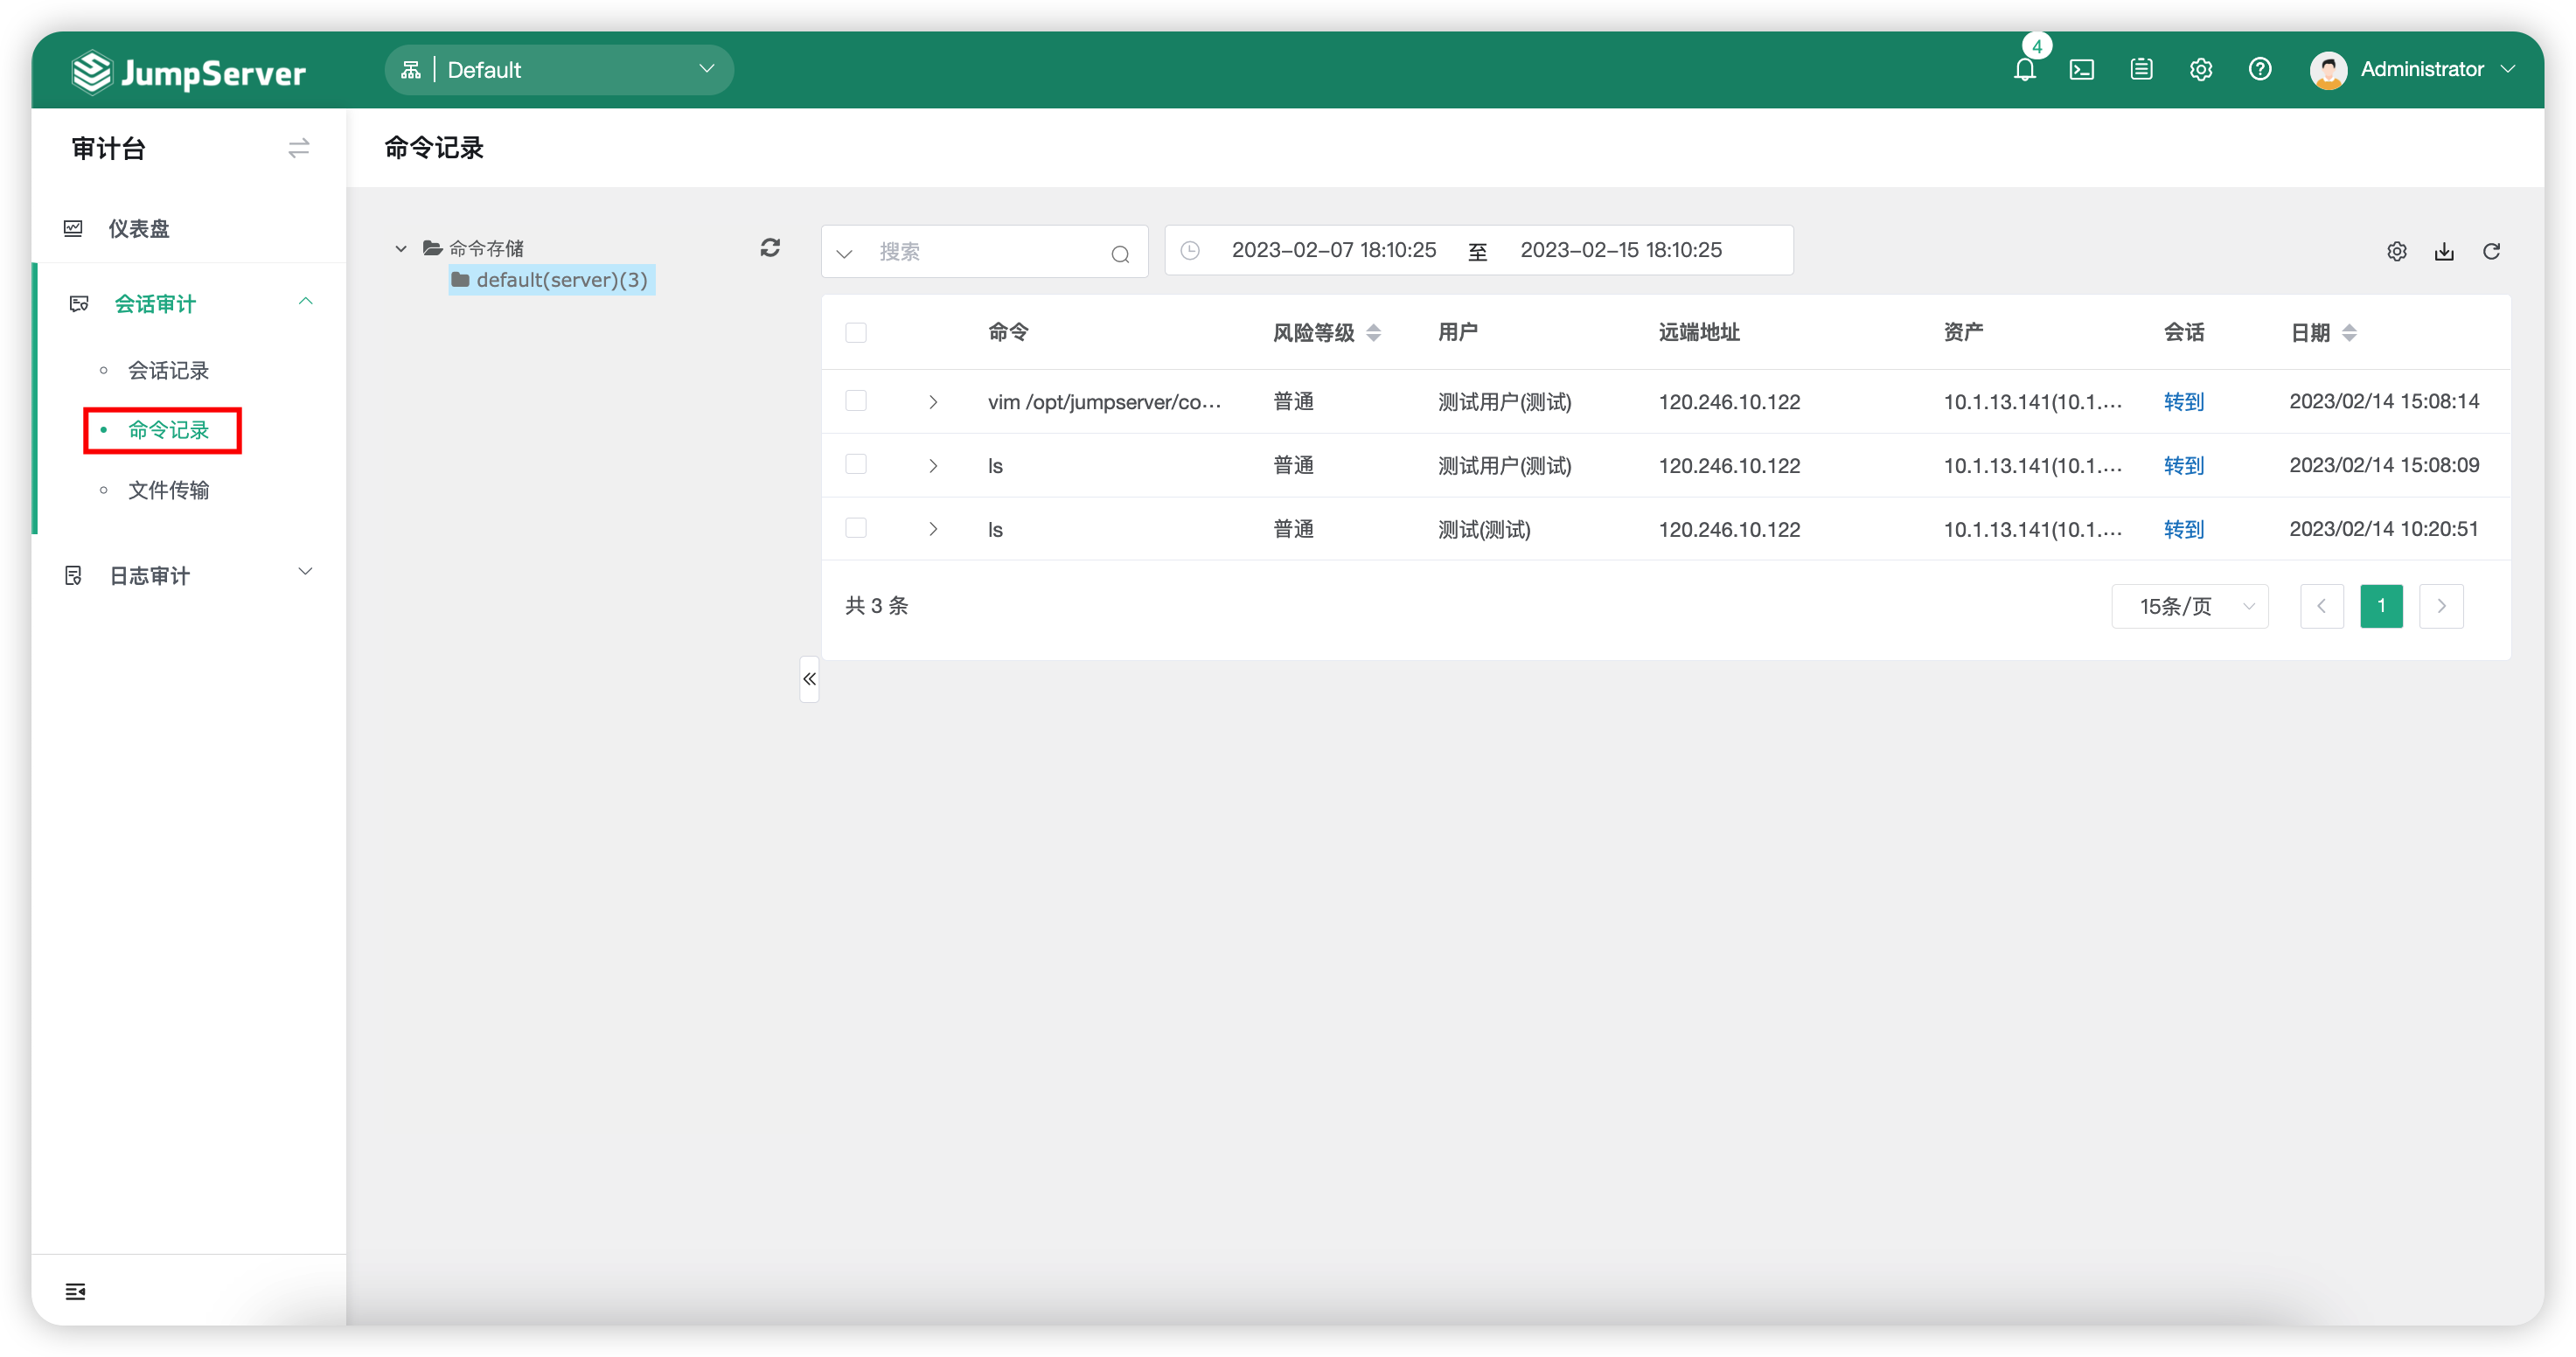 JumpServer
Default
4
Administrator
审计台
命令记录
仪表盘
会话审计
会话记录
命令记录
文件传输
日志审计
命令存储
default(server)(3)
搜索
2023-02-07 18:10:25 至 2023-02-15 18:10:25
命令 风险等级 用户 远端地址 资产 会话 日期
vim /opt/jumpserver/co... 普通 测试用户(测试) 120.246.10.122 10.1.13.141(10.1.... 转到 2023/02/14 15:08:14
ls 普通 测试用户(测试) 120.246.10.122 10.1.13.141(10.1.... 转到 2023/02/14 15:08:09
ls 普通 测试(测试) 120.246.10.122 10.1.13.141(10.1.... 转到 2023/02/14 10:20:51
共 3 条
15条/页
1